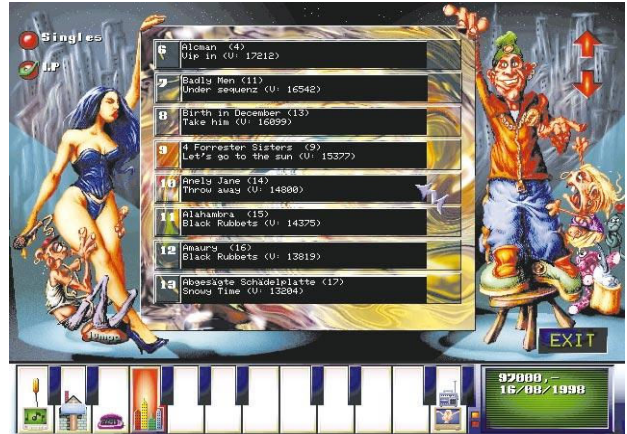 Singles
LP
6
Alcman (4)
Vip in (V: 17212)
7
Badly Men (11)
Under sequenz (V: 16542)
8
Birth in December (13)
Take him (V: 16099)
9
4 Forrester Sisters (9)
Let's go to the sun (V: 15377)
10
Anely Jane (14)
Throw away (V: 14800)
11
Alahambra (15)
Black Rubbets (V: 14375)
12
Amaury (16)
Black Rubbets (V: 13819)
13
Abgesägte Schädelplatte (17)
Snowy Time (V: 13204)
EXIT
97000,-
16/08/1998